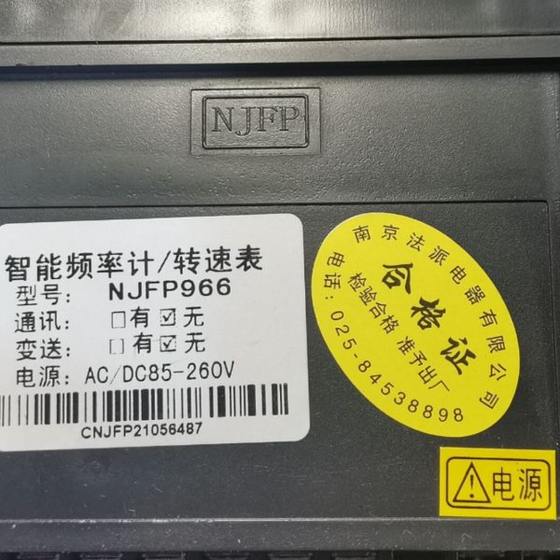 NJFP
智能频率计/转速表
型号: NJFP966
通讯: □有 ☑无
变送: □有 ☑无
电源: AC/DC85-260V
CNJFP21056487
南京法派电器有限公司
合格证
检验合格 准予出厂
电话: 025-84538898
电源